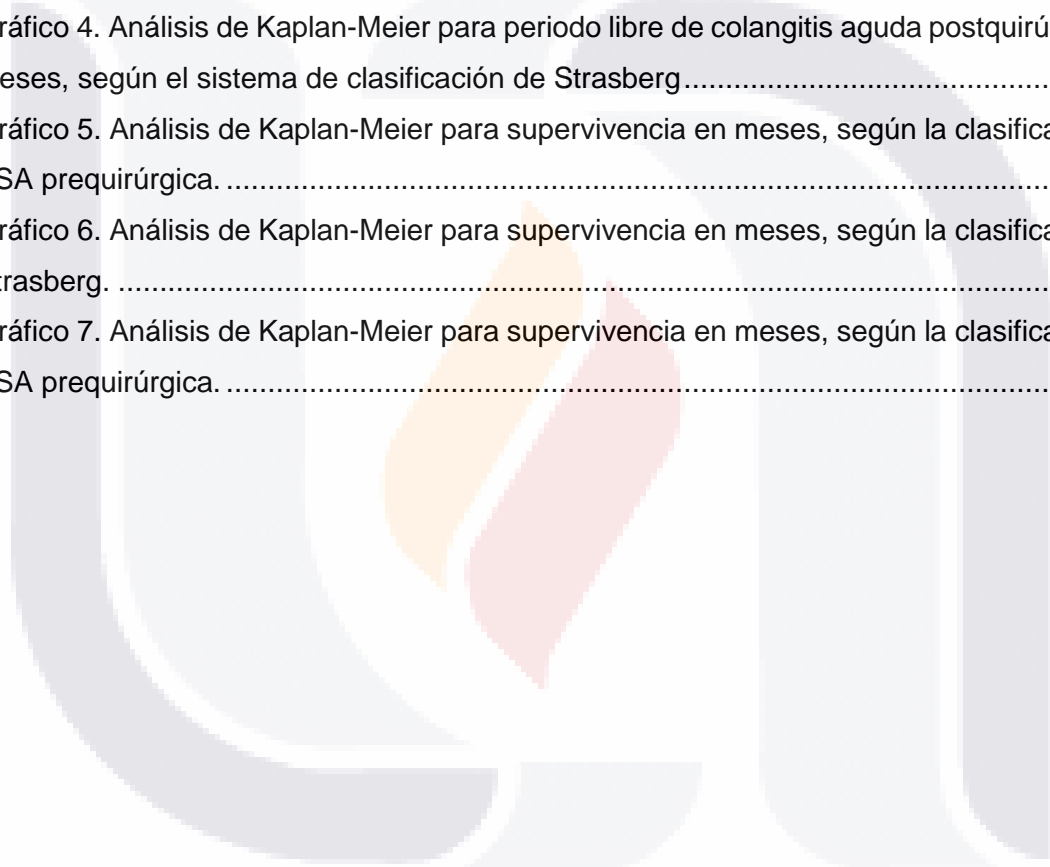 ráfico 4. Análisis de Kaplan-Meier para periodo libre de colangitis aguda postquirú
eses, según el sistema de clasificación de Strasberg.......................................
ráfico 5. Análisis de Kaplan-Meier para supervivencia en meses, según la clasifica
SA prequirúrgica. ...............................................................................................
ráfico 6. Análisis de Kaplan-Meier para supervivencia en meses, según la clasifica
trasberg. ..........................................................................................................
ráfico 7. Análisis de Kaplan-Meier para supervivencia en meses, según la clasifica
SA prequirúrgica. ...............................................................................................